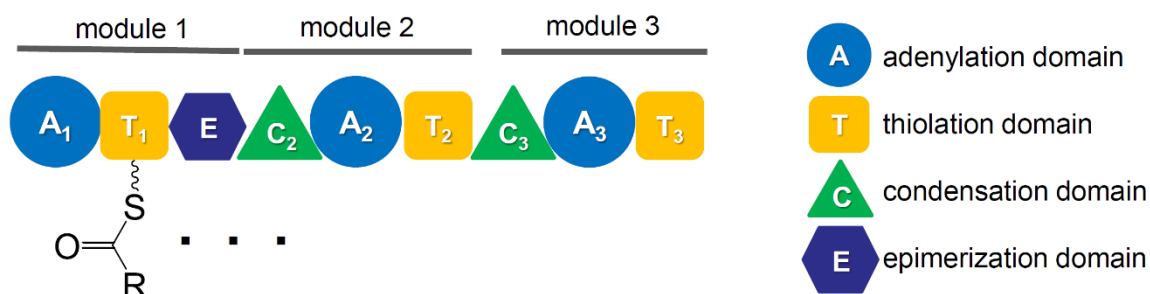 module 1 module 2 module 3
A₁ T₁ E C₂ A₂ T₂ C₃ A₃ T₃
S
O
R
. . .
A adenylation domain
T thiolation domain
C condensation domain
E epimerization domain